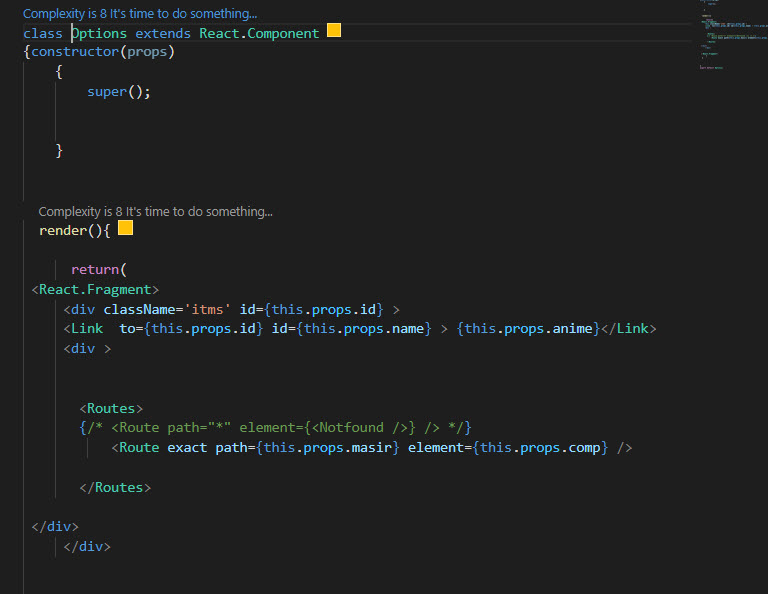 Complexity is 8 It's time to do something...
class Options extends React.Component
{constructor(props)
{
super();
}
Complexity is 8 It's time to do something...
render(){
return(
<React.Fragment>
<div className='itms' id={this.props.id} >
<Link  to={this.props.id} id={this.props.name} > {this.props.anime}</Link>
<div >
<Routes>
{/* <Route path="*" element={<Notfound />} /> */}
<Route exact path={this.props.masir} element={this.props.comp} />
</Routes>
</div>
</div>